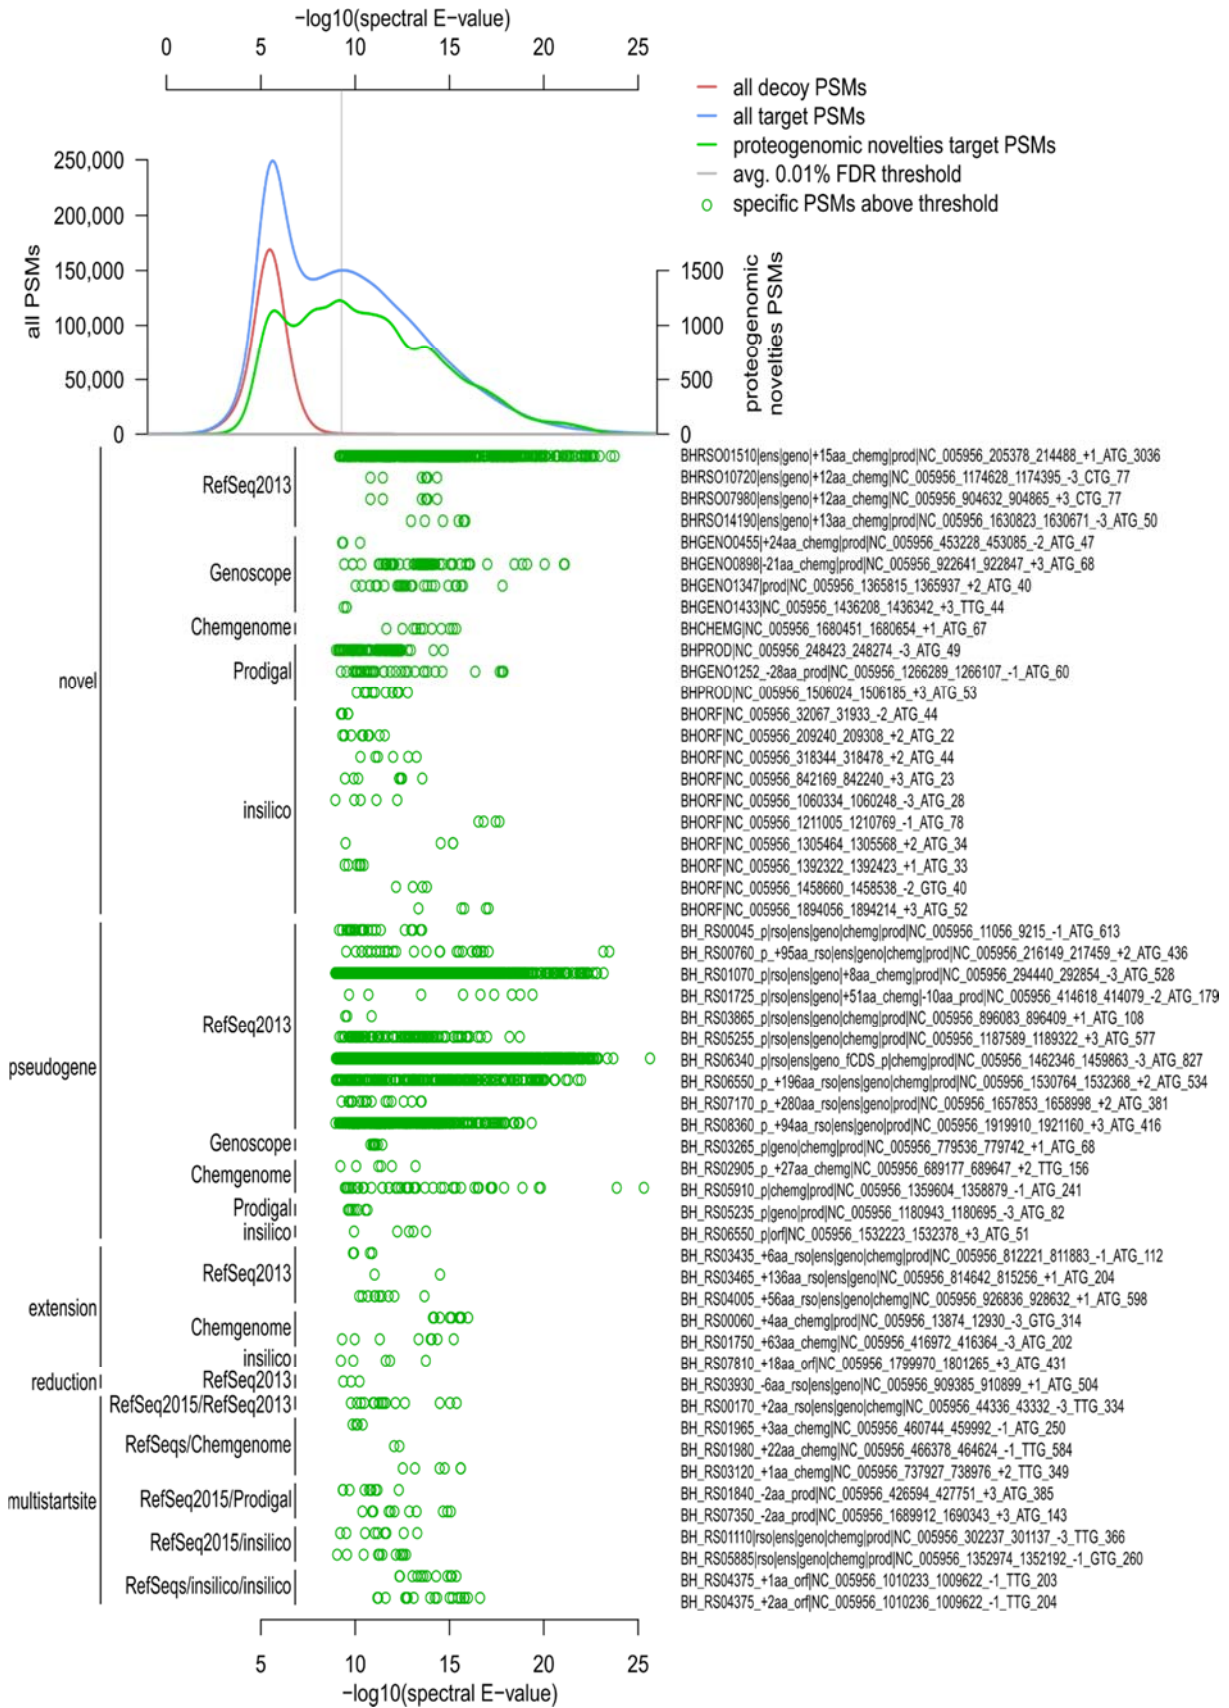 −log10(spectral E−value)
0 5 10 15 20 25
all decoy PSMs
all target PSMs
proteogenomic novelties target PSMs
avg. 0.01% FDR threshold
specific PSMs above threshold
250,000
200,000
150,000
100,000
50,000
0
all PSMs
1500
1000
500
0
proteogenomic
novelties PSMs
novel
RefSeq2013
BHRSO01510|ens|geno|+15aa_chemg|prod|NC_005956_205378_214488_+1_ATG_3036
BHRSO10720|ens|geno|+12aa_chemg|NC_005956_1174628_1174395_-3_CTG_77
BHRSO07980|ens|geno|+12aa_chemg|NC_005956_904632_904865_+3_CTG_77
BHRSO14190|ens|geno|+13aa_chemg|prod|NC_005956_1630823_1630671_-3_ATG_50
Genoscope
BHGENO0455|+24aa_chemg|prod|NC_005956_453228_453085_-2_ATG_47
BHGENO0898|-21aa_chemg|prod|NC_005956_922641_922847_+3_ATG_68
BHGENO1347|prod|NC_005956_1365815_1365937_+2_ATG_40
BHGENO1433|NC_005956_1436208_1436342_+3_TTG_44
Chemgenome
BHCHEMG|NC_005956_1680451_1680654_+1_ATG_67
Prodigal
BHPROD|NC_005956_248423_248274_-3_ATG_49
BHGENO1252_-28aa_prod|NC_005956_1266289_1266107_-1_ATG_60
BHPROD|NC_005956_1506024_1506185_+3_ATG_53
insilico
BHORF|NC_005956_32067_31933_-2_ATG_44
BHORF|NC_005956_209240_209308_+2_ATG_22
BHORF|NC_005956_318344_318478_+2_ATG_44
BHORF|NC_005956_842169_842240_+3_ATG_23
BHORF|NC_005956_1060334_1060248_-3_ATG_28
BHORF|NC_005956_1211005_1210769_-1_ATG_78
BHORF|NC_005956_1305464_1305568_+2_ATG_34
BHORF|NC_005956_1392322_1392423_+1_ATG_33
BHORF|NC_005956_1458660_1458538_-2_GTG_40
BHORF|NC_005956_1894056_1894214_+3_ATG_52
pseudogene
RefSeq2013
BH_RS00045_p|rso|ens|geno|chemg|prod|NC_005956_11056_9215_-1_ATG_613
BH_RS00760_p_+95aa_rso|ens|geno|chemg|prod|NC_005956_216149_217459_+2_ATG_436
BH_RS01070_p|rso|ens|geno|+8aa_chemg|prod|NC_005956_294440_292854_-3_ATG_528
BH_RS01725_p|rso|ens|geno|+51aa_chemg|-10aa_prod|NC_005956_414618_414079_-2_ATG_179
BH_RS03865_p|rso|ens|geno|chemg|prod|NC_005956_896083_896409_+1_ATG_108
BH_RS05255_p|rso|ens|geno|chemg|prod|NC_005956_1187589_1189322_+3_ATG_577
BH_RS06340_p|rso|ens|geno_fCDS_p|chemg|prod|NC_005956_1462346_1459863_-3_ATG_827
BH_RS06550_p_+196aa_rso|ens|geno|chemg|prod|NC_005956_1530764_1532368_+2_ATG_534
BH_RS07170_p_+280aa_rso|ens|geno|prod|NC_005956_1657853_1658998_+2_ATG_381
BH_RS08360_p_+94aa_rso|ens|geno|prod|NC_005956_1919910_1921160_+3_ATG_416
Genoscope
BH_RS03265_p|geno|chemg|prod|NC_005956_779536_779742_+1_ATG_68
Chemgenome
BH_RS02905_p_+27aa_chemg|NC_005956_689177_689647_+2_TTG_156
BH_RS05910_p|chemg|prod|NC_005956_1359604_1358879_-1_ATG_241
Prodigal
BH_RS05235_p|geno|prod|NC_005956_1180943_1180695_-3_ATG_82
insilico
BH_RS06550_p|orf|NC_005956_1532223_1532378_+3_ATG_51
extension
RefSeq2013
BH_RS03435_+6aa_rso|ens|geno|chemg|prod|NC_005956_812221_811883_-1_ATG_112
BH_RS03465_+136aa_rso|ens|geno|NC_005956_814642_815256_+1_ATG_204
BH_RS04005_+56aa_rso|ens|geno|chemg|NC_005956_926836_928632_+1_ATG_598
Chemgenome
BH_RS00060_+4aa_chemg|prod|NC_005956_13874_12930_-3_GTG_314
BH_RS01750_+63aa_chemg|NC_005956_416972_416364_-3_ATG_202
insilico
BH_RS07810_+18aa_orf|NC_005956_1799970_1801265_+3_ATG_431
reduction
RefSeq2013
BH_RS03930_-6aa_rso|ens|geno|NC_005956_909385_910899_+1_ATG_504
multistartsite
RefSeq2015/RefSeq2013
BH_RS00170_+2aa_rso|ens|geno|chemg|NC_005956_44336_43332_-3_TTG_334
RefSeqs/Chemgenome
BH_RS01965_+3aa_chemg|NC_005956_460744_459992_-1_ATG_250
BH_RS01980_+22aa_chemg|NC_005956_466378_464624_-1_TTG_584
BH_RS03120_+1aa_chemg|NC_005956_737927_738976_+2_TTG_349
RefSeq2015/Prodigal
BH_RS01840_-2aa_prod|NC_005956_426594_427751_+3_ATG_385
BH_RS07350_-2aa_prod|NC_005956_1689912_1690343_+3_ATG_143
RefSeq2015/insilico
BH_RS01110|rso|ens|geno|chemg|prod|NC_005956_302237_301137_-3_TTG_366
BH_RS05885|rso|ens|geno|chemg|prod|NC_005956_1352974_1352192_-1_GTG_260
RefSeqs/insilico/insilico
BH_RS04375_+1aa_orf|NC_005956_1010233_1009622_-1_TTG_203
BH_RS04375_+2aa_orf|NC_005956_1010236_1009622_-1_TTG_204
5 10 15 20 25
−log10(spectral E−value)